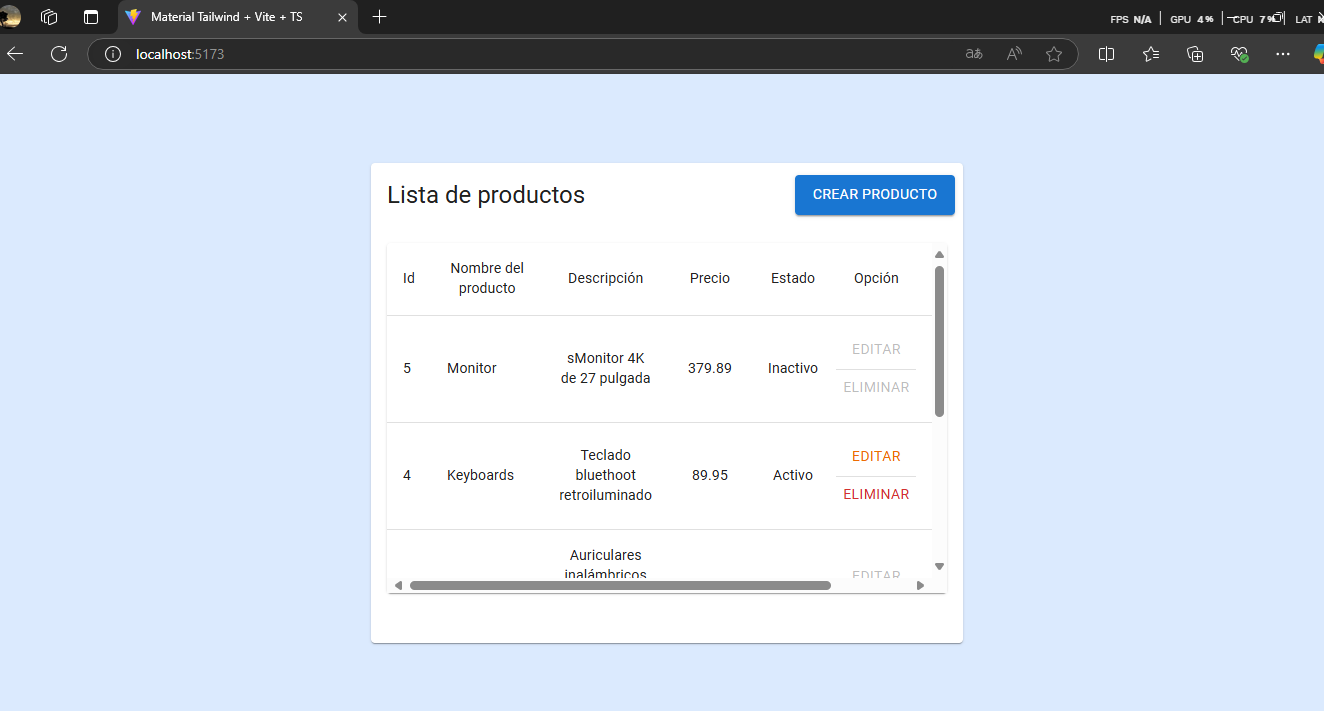 Material Tailwind + Vite + TS
FPS N/A GPU 4 % CPU 7 % LAT
localhost:5173
Lista de productos
CREAR PRODUCTO
Id
Nombre del
producto
Descripción
Precio
Estado
Opción
5
Monitor
sMonitor 4K
de 27 pulgada
379.89
Inactivo
EDITAR
ELIMINAR
4
Keyboards
Teclado
bluethoot
retroiluminado
89.95
Activo
EDITAR
ELIMINAR
Auriculares
inalámbricos
EDITAR